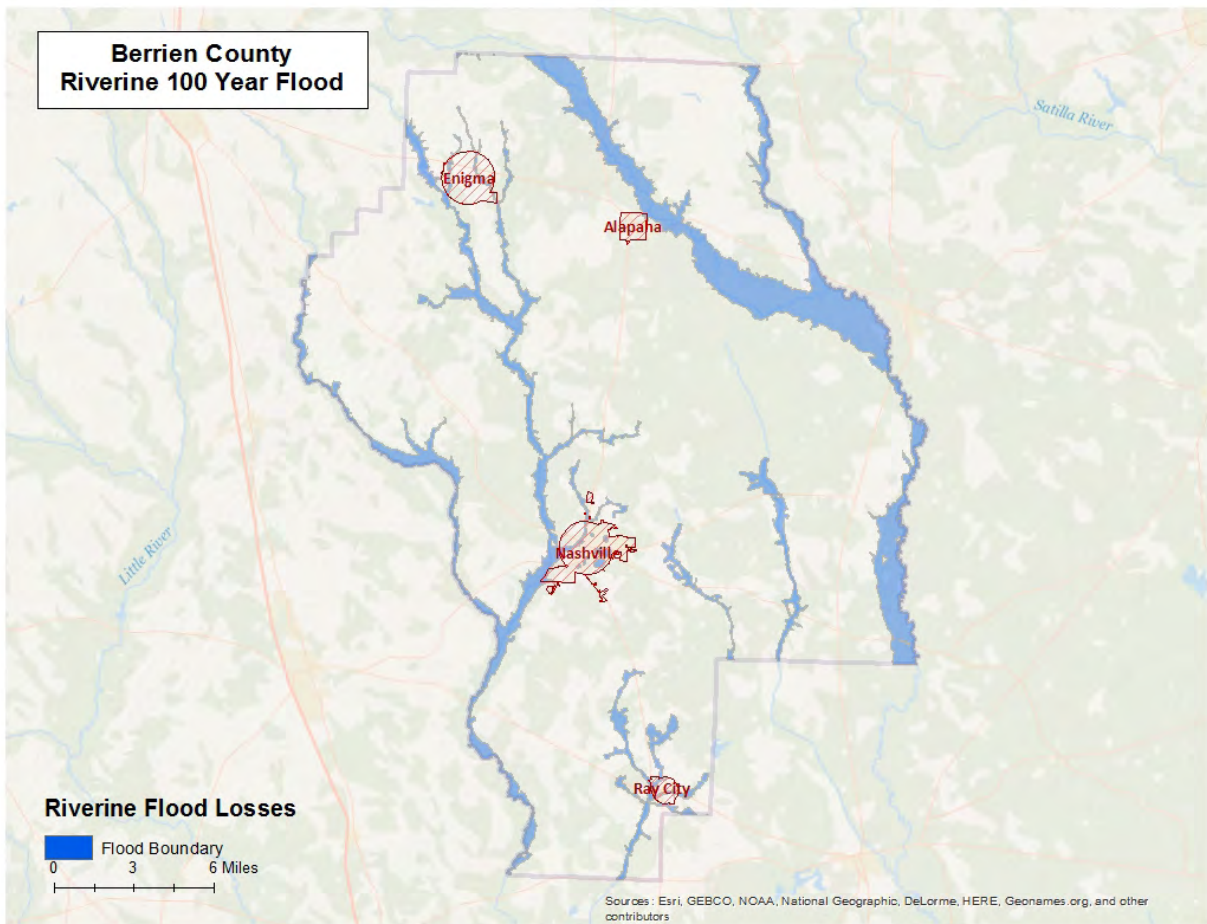 Berrien County
Riverine 100 Year Flood
Satilla River
Enigma
Alapaha
Little River
Nashville
Ray City
Riverine Flood Losses
Flood Boundary
0 3 6 Miles
Sources: Esri, GEBCO, NOAA, National Geographic, DeLorme, HERE, Geonames.org, and other
contributors